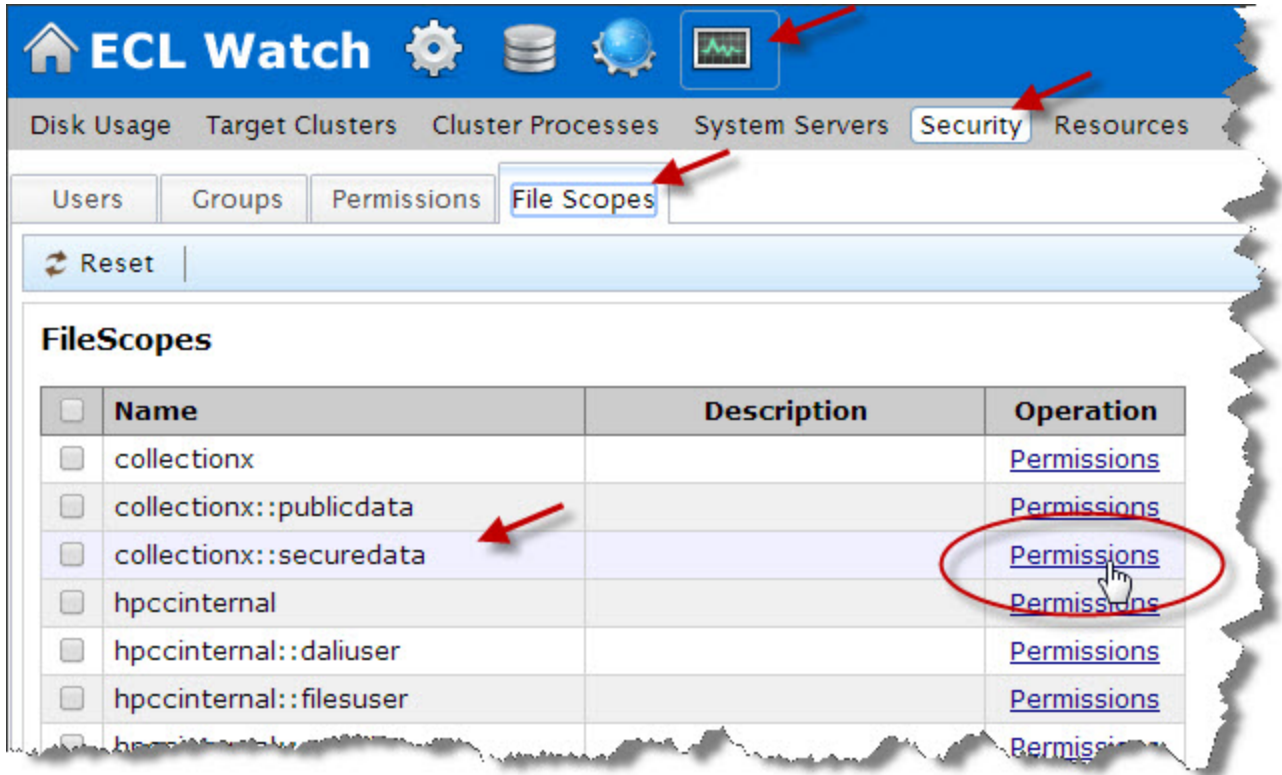 ECL Watch
Disk Usage Target Clusters Cluster Processes System Servers Security Resources
Users Groups Permissions File Scopes
Reset
FileScopes
Name Description Operation
collectionx Permissions
collectionx::publicdata Permissions
collectionx::securedata Permissions
hpccinternal Permissions
hpccinternal::daliuser Permissions
hpccinternal::filesuser Permissions